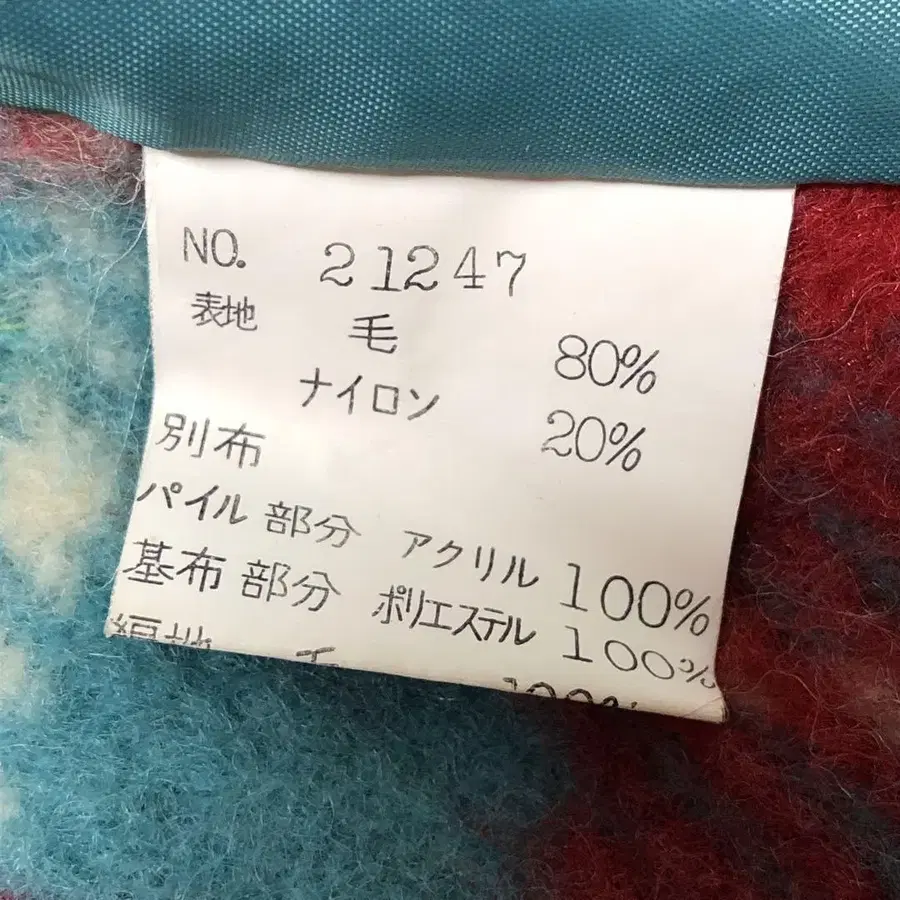 NO. 21247
表地 毛 80%
ナイロン 20%
別布
パイル部分 アクリル 100%
基布部分 ポリエステル 100%